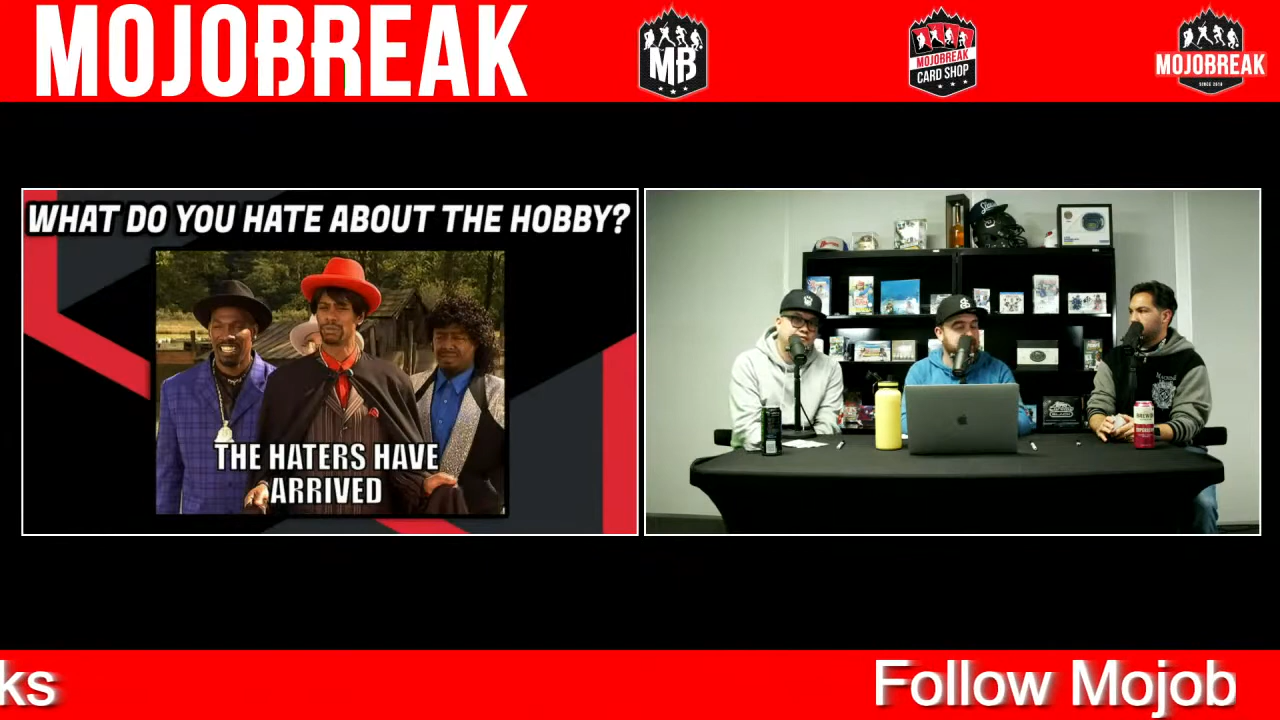 MOJOBREAK
MB
MOJOBREAK
CARD SHOP
MOJOBREAK
WHAT DO YOU HATE ABOUT THE HOBBY?
THE HATERS HAVE
ARRIVED
ks
Follow Mojob